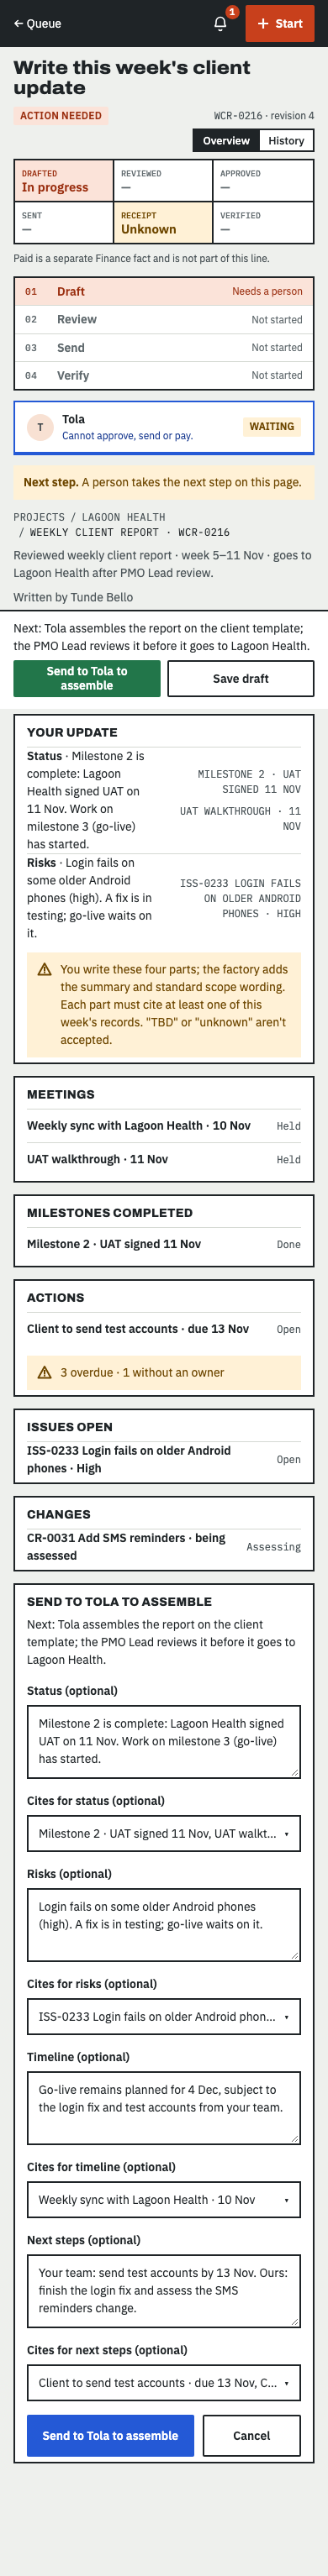 ← Queue
1
+ Start
Write this week's client
update
ACTION NEEDED
WCR-0216 · revision 4
Overview
History
DRAFTED
In progress
REVIEWED
—
APPROVED
—
SENT
—
RECEIPT
Unknown
VERIFIED
—
Paid is a separate Finance fact and is not part of this line.
01 Draft Needs a person
02 Review Not started
03 Send Not started
04 Verify Not started
T
Tola
Cannot approve, send or pay.
WAITING
Next step. A person takes the next step on this page.
PROJECTS / LAGOON HEALTH
/ WEEKLY CLIENT REPORT · WCR-0216
Reviewed weekly client report · week 5–11 Nov · goes to
Lagoon Health after PMO Lead review.
Written by Tunde Bello
Next: Tola assembles the report on the client template;
the PMO Lead reviews it before it goes to Lagoon Health.
Send to Tola to
assemble
Save draft
YOUR UPDATE
Status · Milestone 2 is
complete: Lagoon
Health signed UAT on
11 Nov. Work on
milestone 3 (go-live)
has started.
MILESTONE 2 · UAT
SIGNED 11 NOV
UAT WALKTHROUGH · 11
NOV
Risks · Login fails on
some older Android
phones (high). A fix is in
testing; go-live waits on
it.
ISS-0233 LOGIN FAILS
ON OLDER ANDROID
PHONES · HIGH
You write these four parts; the factory adds
the summary and standard scope wording.
Each part must cite at least one of this
week's records. "TBD" or "unknown" aren't
accepted.
MEETINGS
Weekly sync with Lagoon Health · 10 Nov Held
UAT walkthrough · 11 Nov Held
MILESTONES COMPLETED
Milestone 2 · UAT signed 11 Nov Done
ACTIONS
Client to send test accounts · due 13 Nov Open
3 overdue · 1 without an owner
ISSUES OPEN
ISS-0233 Login fails on older Android
phones · High
Open
CHANGES
CR-0031 Add SMS reminders · being
assessed
Assessing
SEND TO TOLA TO ASSEMBLE
Next: Tola assembles the report on the client
template; the PMO Lead reviews it before it goes to
Lagoon Health.
Status (optional)
Milestone 2 is complete: Lagoon Health signed
UAT on 11 Nov. Work on milestone 3 (go-live)
has started.
Cites for status (optional)
Milestone 2 · UAT signed 11 Nov, UAT walkt...
Risks (optional)
Login fails on some older Android phones
(high). A fix is in testing; go-live waits on it.
Cites for risks (optional)
ISS-0233 Login fails on older Android phon...
Timeline (optional)
Go-live remains planned for 4 Dec, subject to
the login fix and test accounts from your team.
Cites for timeline (optional)
Weekly sync with Lagoon Health · 10 Nov
Next steps (optional)
Your team: send test accounts by 13 Nov. Ours:
finish the login fix and assess the SMS
reminders change.
Cites for next steps (optional)
Client to send test accounts · due 13 Nov, C...
Send to Tola to assemble
Cancel